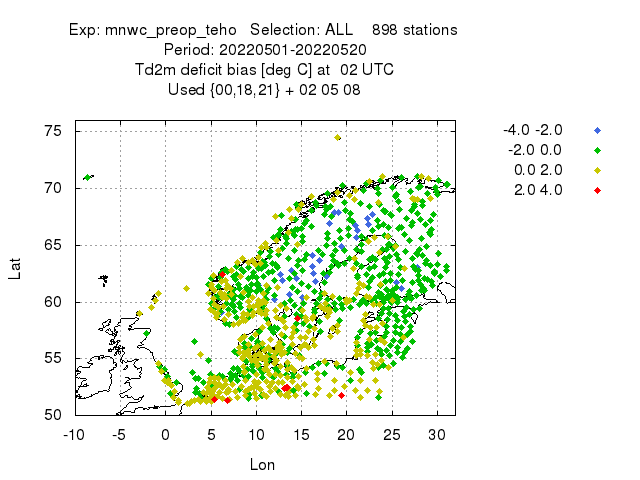 Exp: mnwc_preop_teho   Selection: ALL    898 stations
Period: 20220501-20220520
Td2m deficit bias [deg C] at  02 UTC
Used {00,18,21} + 02 05 08
-4.0 -2.0
-2.0  0.0
0.0  2.0
2.0  4.0
75
70
65
60
55
50
Lat
-10 -5 0 5 10 15 20 25 30
Lon